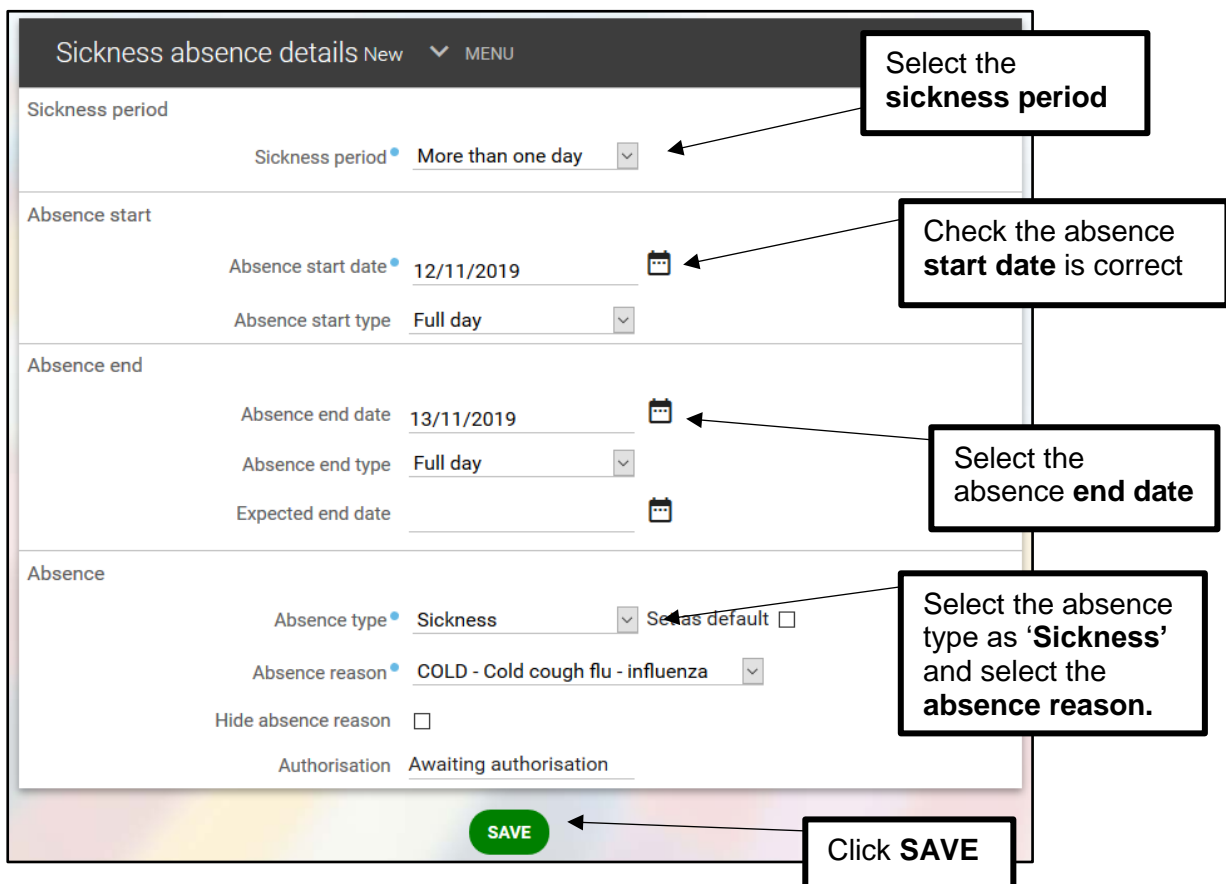 Sickness absence details New MENU
Select the
sickness period
Sickness period
Sickness period More than one day
Absence start
Check the absence
start date is correct
Absence start date 12/11/2019
Absence start type Full day
Absence end
Absence end date 13/11/2019
Select the
absence end date
Absence end type Full day
Expected end date
Absence
Select the absence
type as ‘Sickness’
and select the
absence reason.
Absence type Sickness Set as default
Absence reason COLD - Cold cough flu - influenza
Hide absence reason
Authorisation Awaiting authorisation
SAVE
Click SAVE